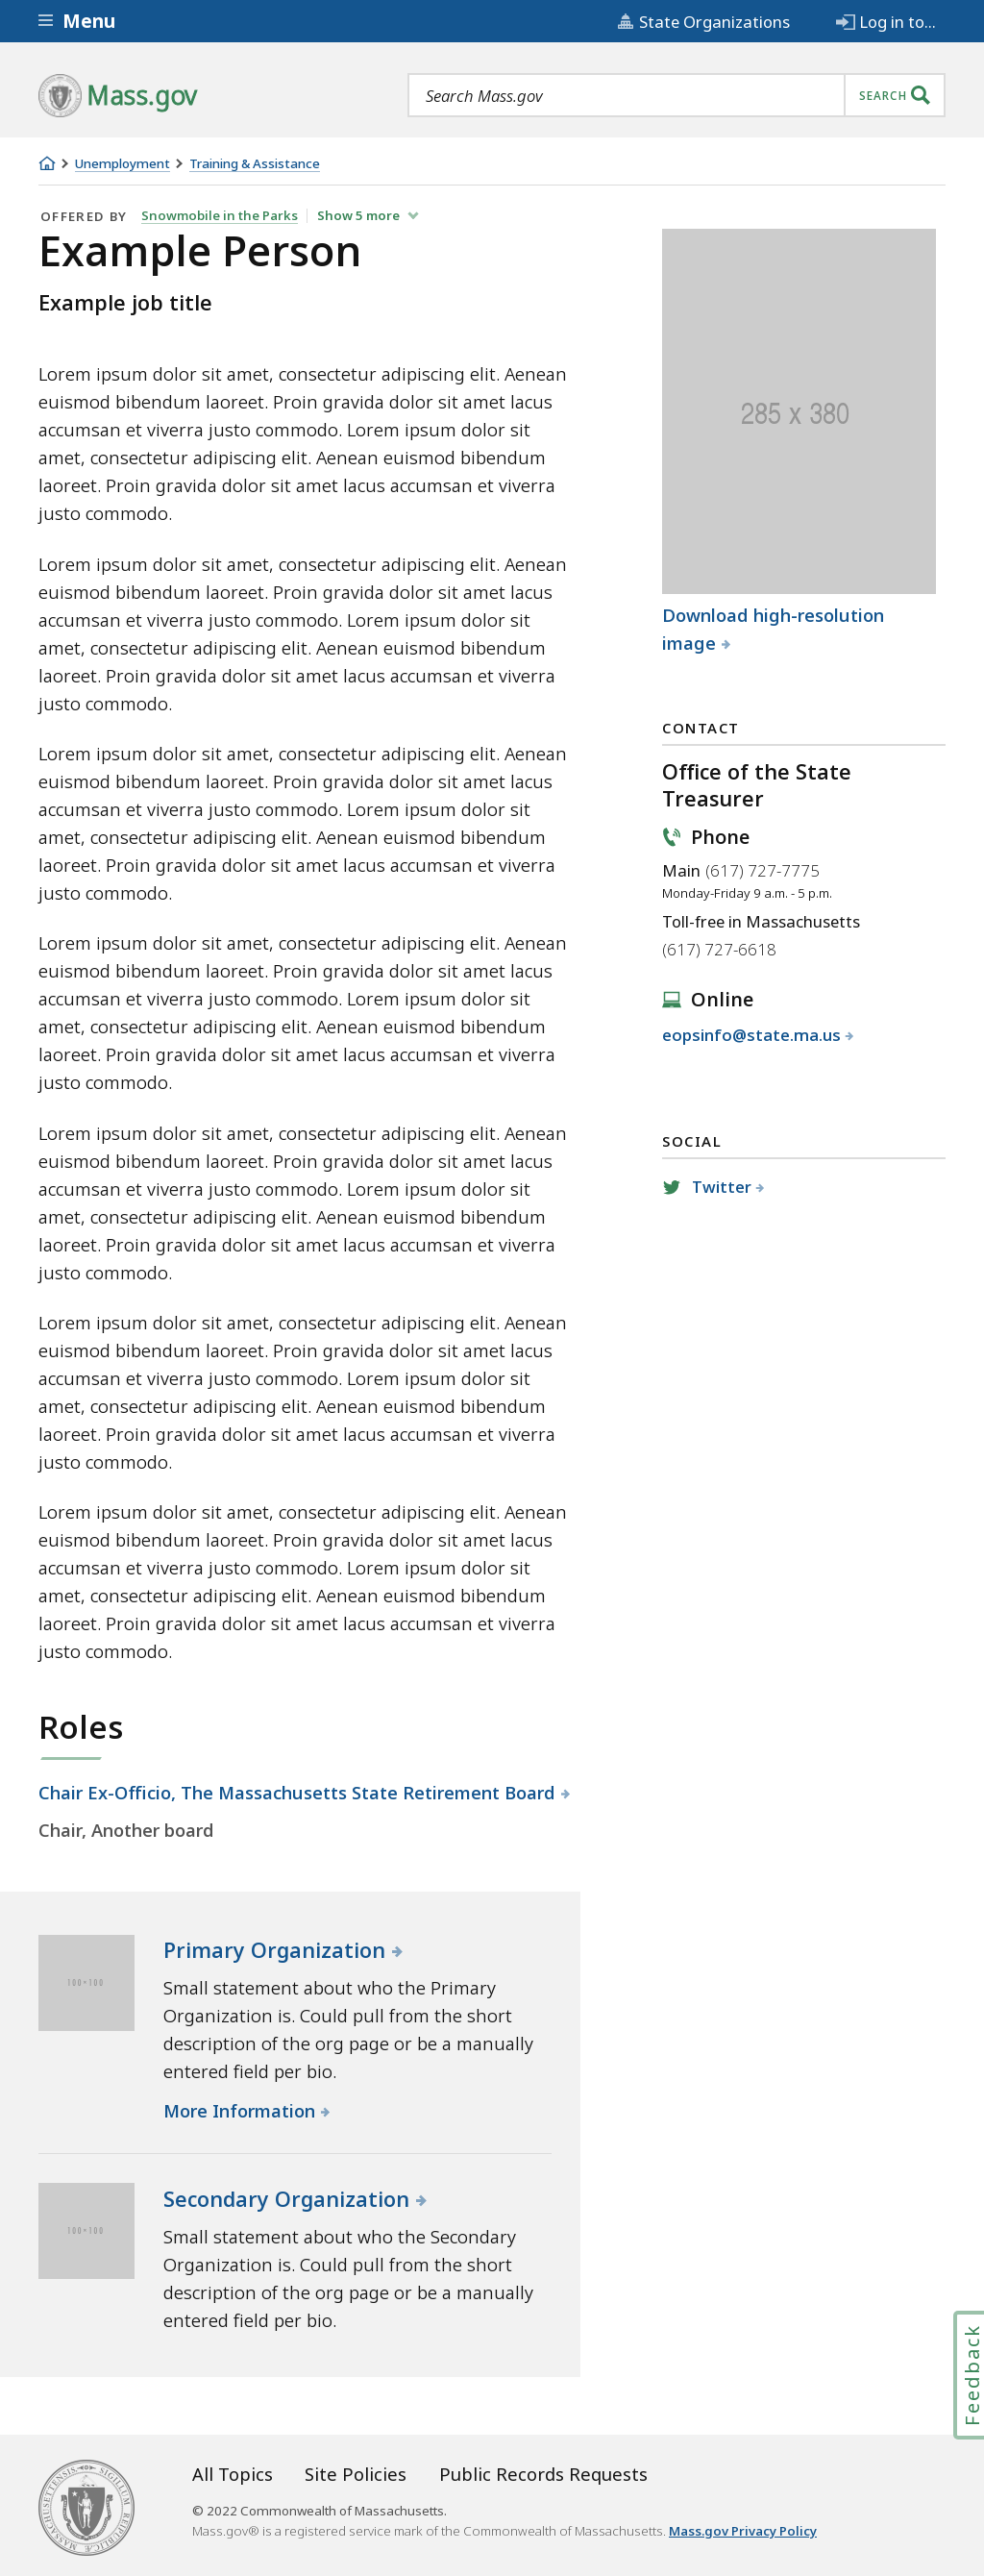 Menu
State Organizations
Log in to...
Mass.gov
Search Mass.gov
SEARCH
Unemployment
Training & Assistance
OFFERED BY
Snowmobile in the Parks
Show 5 more
Example Person
Example job title
Lorem ipsum dolor sit amet, consectetur adipiscing elit. Aenean
euismod bibendum laoreet. Proin gravida dolor sit amet lacus
accumsan et viverra justo commodo. Lorem ipsum dolor sit
amet, consectetur adipiscing elit. Aenean euismod bibendum
laoreet. Proin gravida dolor sit amet lacus accumsan et viverra
justo commodo.
Lorem ipsum dolor sit amet, consectetur adipiscing elit. Aenean
euismod bibendum laoreet. Proin gravida dolor sit amet lacus
accumsan et viverra justo commodo. Lorem ipsum dolor sit
amet, consectetur adipiscing elit. Aenean euismod bibendum
laoreet. Proin gravida dolor sit amet lacus accumsan et viverra
justo commodo.
Lorem ipsum dolor sit amet, consectetur adipiscing elit. Aenean
euismod bibendum laoreet. Proin gravida dolor sit amet lacus
accumsan et viverra justo commodo. Lorem ipsum dolor sit
amet, consectetur adipiscing elit. Aenean euismod bibendum
laoreet. Proin gravida dolor sit amet lacus accumsan et viverra
justo commodo.
Lorem ipsum dolor sit amet, consectetur adipiscing elit. Aenean
euismod bibendum laoreet. Proin gravida dolor sit amet lacus
accumsan et viverra justo commodo. Lorem ipsum dolor sit
amet, consectetur adipiscing elit. Aenean euismod bibendum
laoreet. Proin gravida dolor sit amet lacus accumsan et viverra
justo commodo.
Lorem ipsum dolor sit amet, consectetur adipiscing elit. Aenean
euismod bibendum laoreet. Proin gravida dolor sit amet lacus
accumsan et viverra justo commodo. Lorem ipsum dolor sit
amet, consectetur adipiscing elit. Aenean euismod bibendum
laoreet. Proin gravida dolor sit amet lacus accumsan et viverra
justo commodo.
Lorem ipsum dolor sit amet, consectetur adipiscing elit. Aenean
euismod bibendum laoreet. Proin gravida dolor sit amet lacus
accumsan et viverra justo commodo. Lorem ipsum dolor sit
amet, consectetur adipiscing elit. Aenean euismod bibendum
laoreet. Proin gravida dolor sit amet lacus accumsan et viverra
justo commodo.
Lorem ipsum dolor sit amet, consectetur adipiscing elit. Aenean
euismod bibendum laoreet. Proin gravida dolor sit amet lacus
accumsan et viverra justo commodo. Lorem ipsum dolor sit
amet, consectetur adipiscing elit. Aenean euismod bibendum
laoreet. Proin gravida dolor sit amet lacus accumsan et viverra
justo commodo.
Roles
Chair Ex-Officio, The Massachusetts State Retirement Board
Chair, Another board
285 x 380
Download high-resolution
image
CONTACT
Office of the State
Treasurer
Phone
Main (617) 727-7775
Monday-Friday 9 a.m. - 5 p.m.
Toll-free in Massachusetts
(617) 727-6618
Online
eopsinfo@state.ma.us
SOCIAL
Twitter
100×100
Primary Organization
Small statement about who the Primary
Organization is. Could pull from the short
description of the org page or be a manually
entered field per bio.
More Information
100×100
Secondary Organization
Small statement about who the Secondary
Organization is. Could pull from the short
description of the org page or be a manually
entered field per bio.
Feedback
All Topics
Site Policies
Public Records Requests
© 2022 Commonwealth of Massachusetts.
Mass.gov® is a registered service mark of the Commonwealth of Massachusetts. Mass.gov Privacy Policy